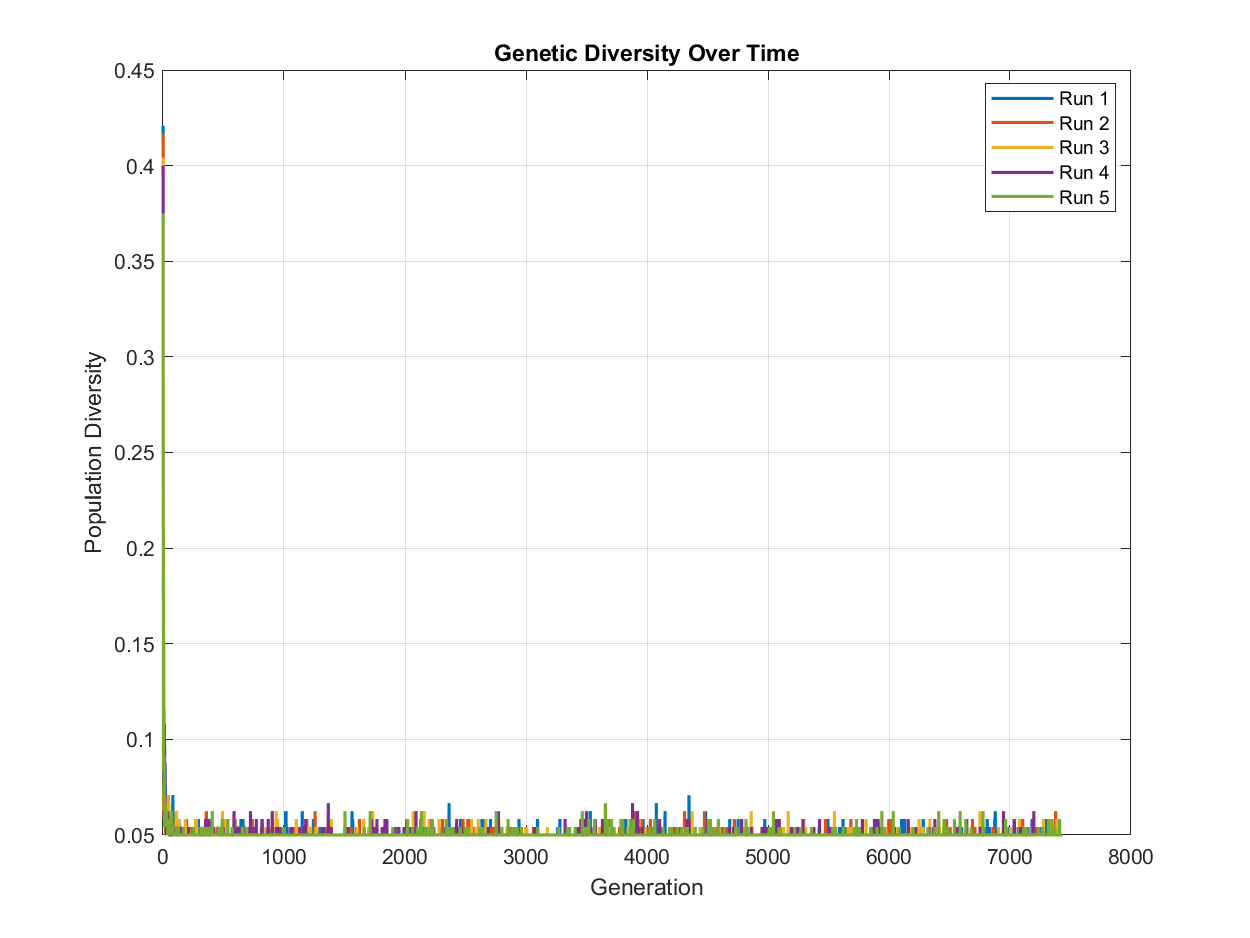 Genetic Diversity Over Time
0.45
0.4
0.35
0.3
0.25
0.2
0.15
0.1
0.05
Population Diversity
Run 1
Run 2
Run 3
Run 4
Run 5
0 1000 2000 3000 4000 5000 6000 7000 8000
Generation